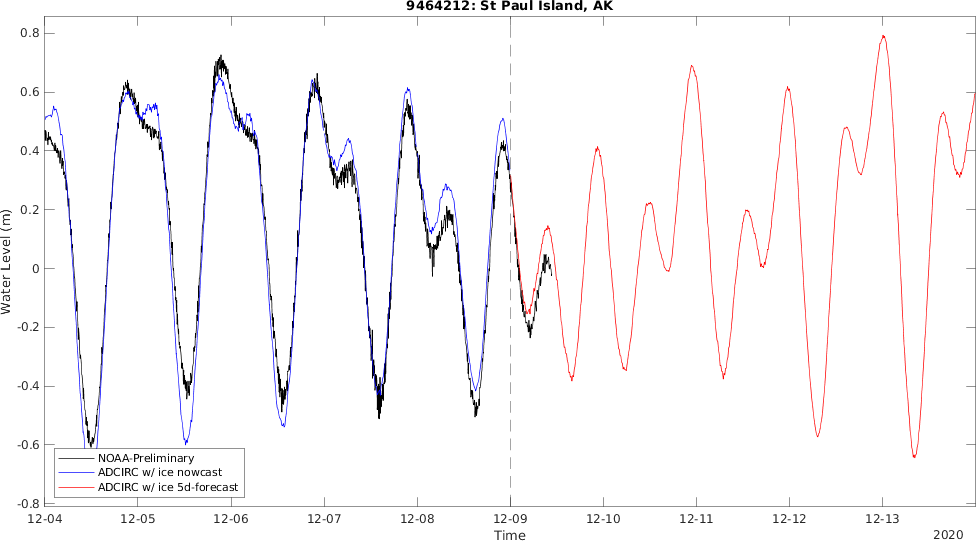 9464212: St Paul Island, AK
0.8
0.6
0.4
0.2
0
-0.2
-0.4
-0.6
-0.8
Water Level (m)
NOAA-Preliminary
ADCIRC w/ ice nowcast
ADCIRC w/ ice 5d-forecast
12-04 12-05 12-06 12-07 12-08 12-09 12-10 12-11 12-12 12-13
Time
2020